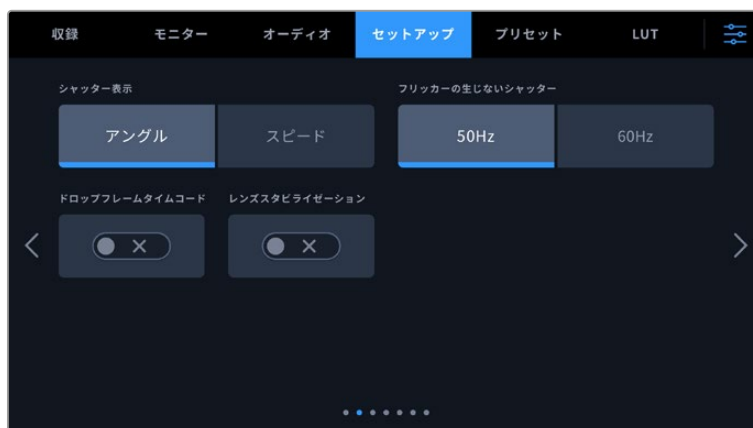 収録 モニター オーディオ セットアップ プリセット LUT
シャッター表示 フリッカーの生じないシャッター
アングル スピード 50Hz 60Hz
ドロップフレームタイムコード レンズスタビライゼーション